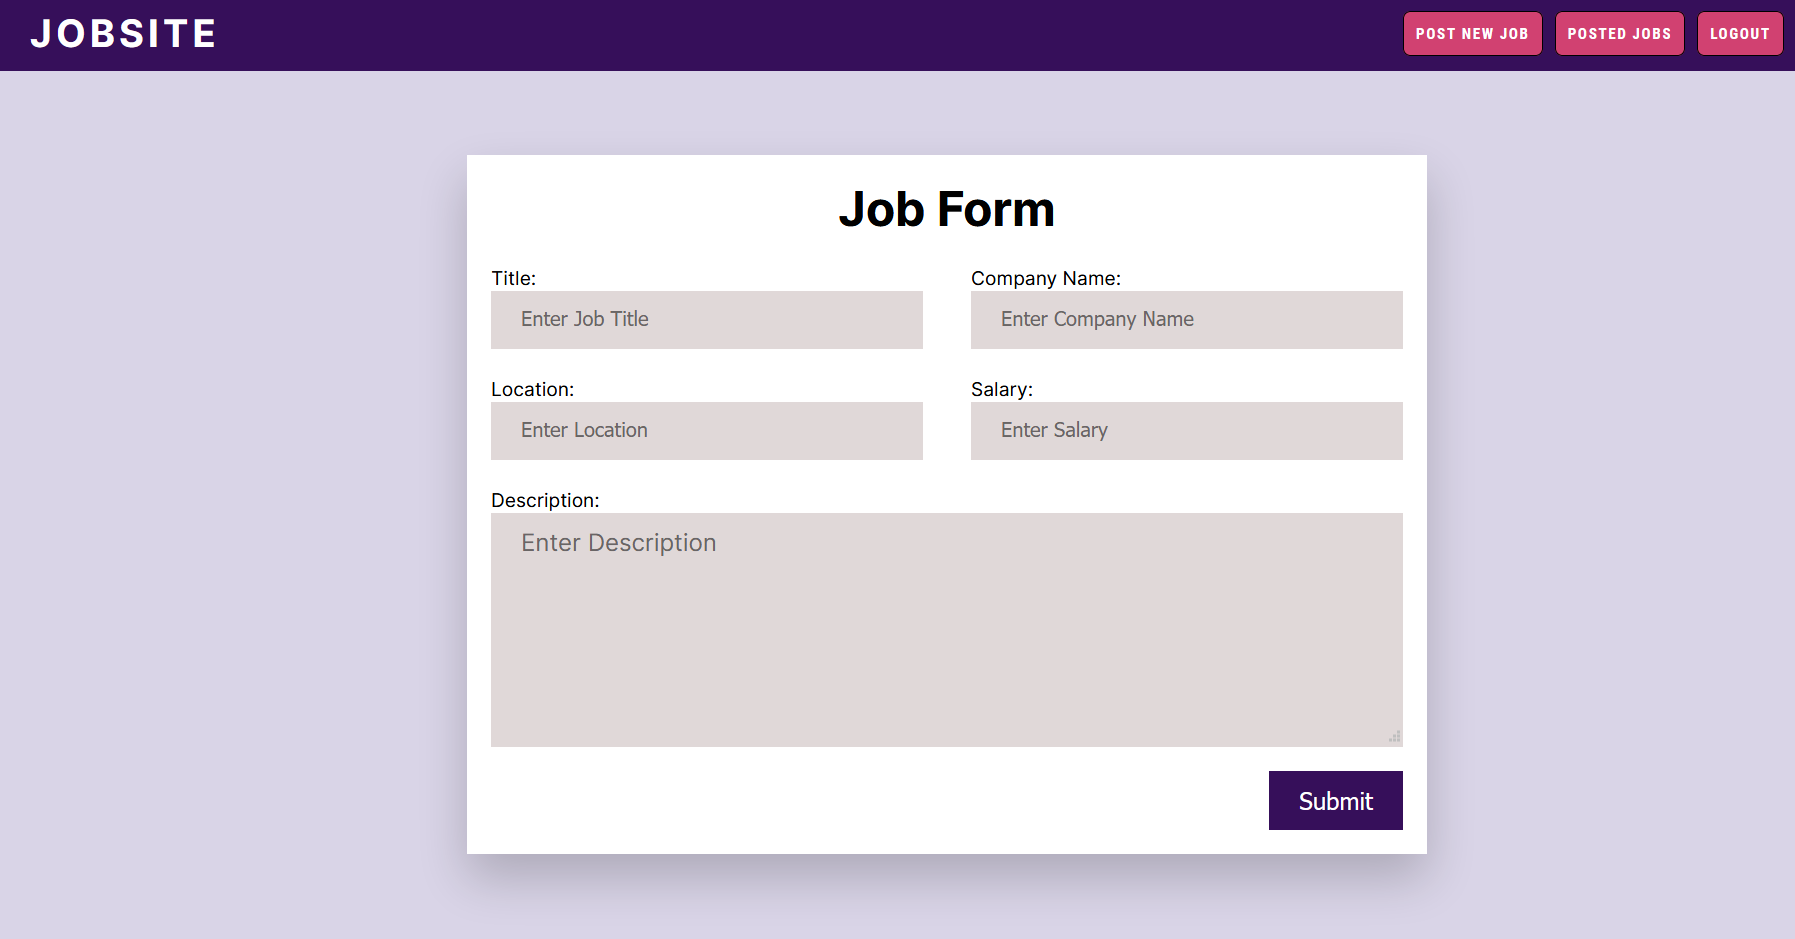 JOBSITE
POST NEW JOB
POSTED JOBS
LOGOUT
Job Form
Title:
Company Name:
Enter Job Title
Enter Company Name
Location:
Salary:
Enter Location
Enter Salary
Description:
Enter Description
Submit